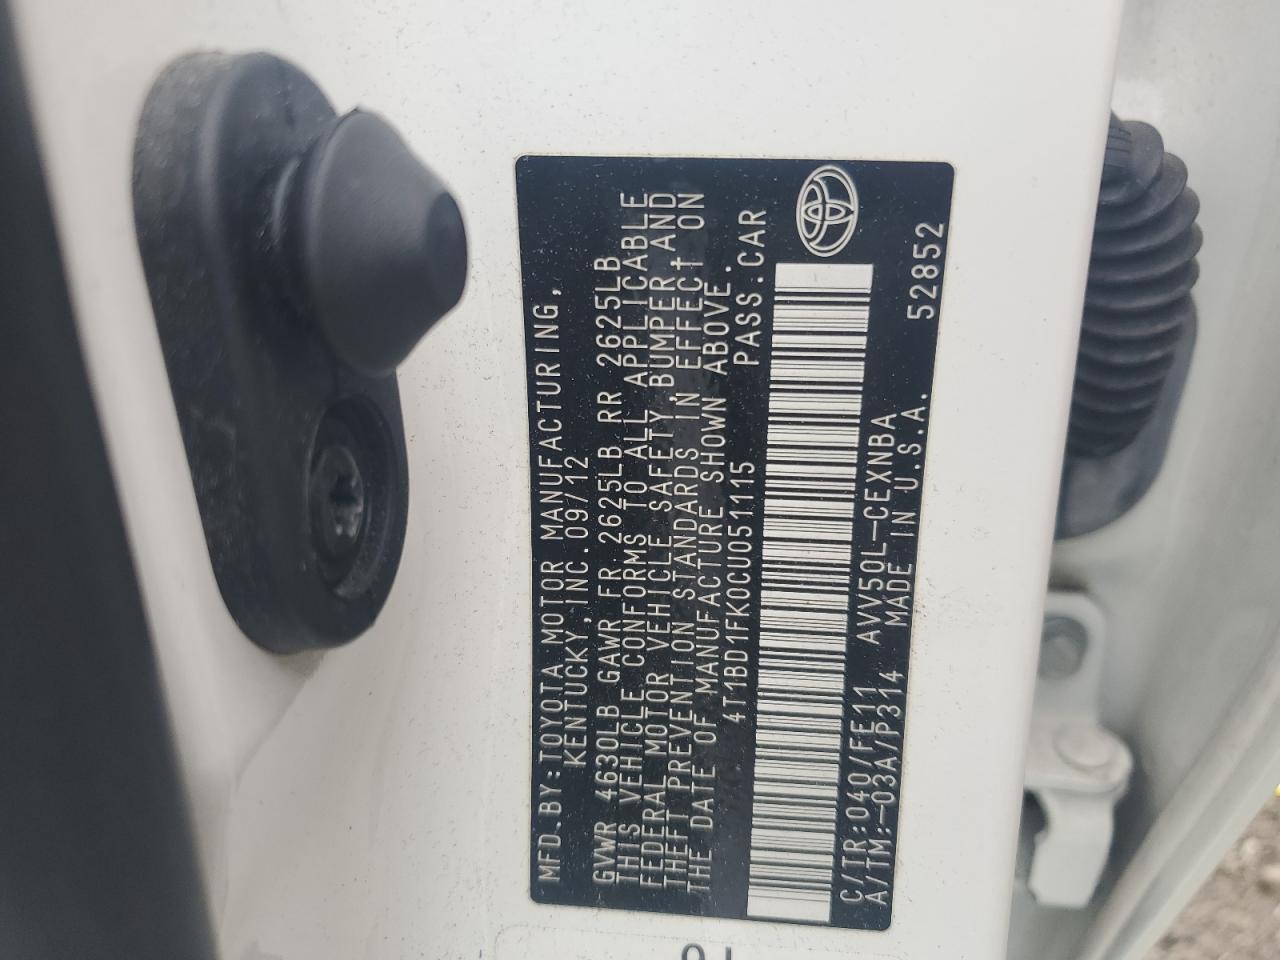 MFD.BY:TOYOTA MOTOR MANUFACTURING,
KENTUCKY,INC.09/12
GVWR 4630LB GAWR FR 2625LB RR 2625LB
THIS VEHICLE CONFORMS TO ALL APPLICABLE
FEDERAL MOTOR VEHICLE SAFETY,BUMPER,AND
THEFT PREVENTION STANDARDS IN EFFECT ON
THE DATE OF MANUFACTURE SHOWN ABOVE.
4T1BD1FK0CU051115 PASS.CAR
C/TR:040/FE11 AVV50L-CEXNBA 52852
A/TM:-03A/P314 MADE IN U.S.A.